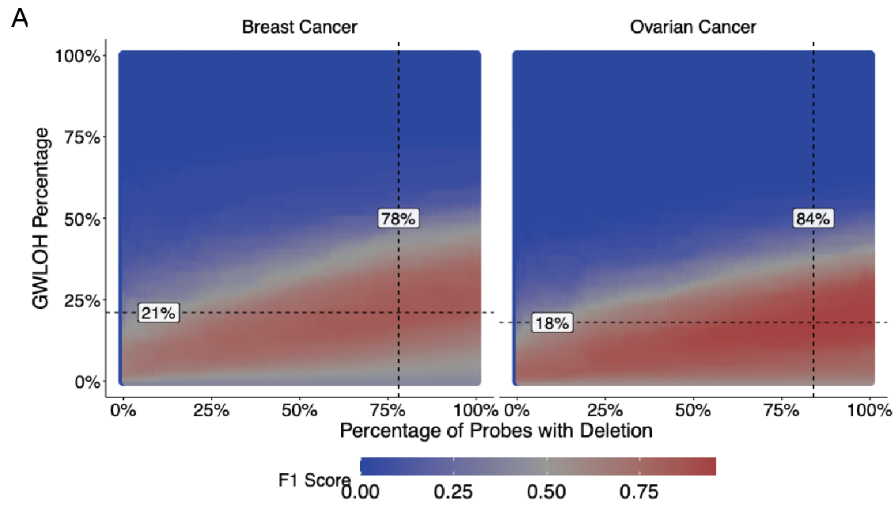 A
Breast Cancer
Ovarian Cancer
GWLOH Percentage
100%
75%
50%
25%
0%
78%
21%
84%
18%
0% 25% 50% 75% 100%
0% 25% 50% 75% 100%
Percentage of Probes with Deletion
F1 Score
0.00 0.25 0.50 0.75